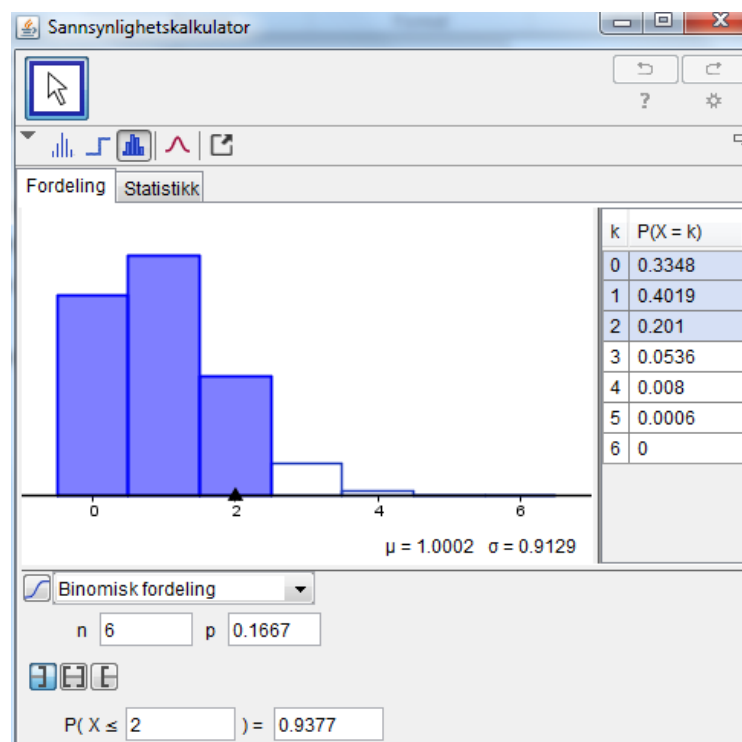 Sannsynlighetskalkulator
?
Fordeling Statistikk
k P(X = k)
0 0.3348
1 0.4019
2 0.201
3 0.0536
4 0.008
5 0.0006
6 0
0 2 4 6
μ = 1.0002 σ = 0.9129
Binomisk fordeling
n 6 p 0.1667
P( X ≤ 2 ) = 0.9377